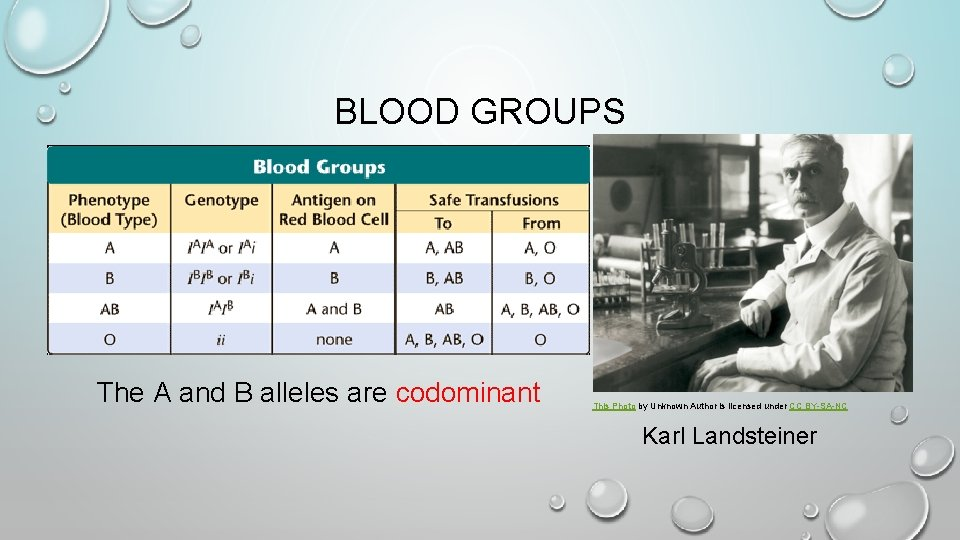 BLOOD GROUPS
Blood Groups
Phenotype (Blood Type) Genotype Antigen on Red Blood Cell Safe Transfusions
To From
A IᴬIᴬ or Iᴬi A A, AB A, O
B IᴮIᴮ or Iᴮi B B, AB B, O
AB IᴬIᴮ A and B AB A, B, AB, O
O ii none A, B, AB, O O
The A and B alleles are codominant
This Photo by Unknown Author is licensed under CC BY-SA-NC
Karl Landsteiner